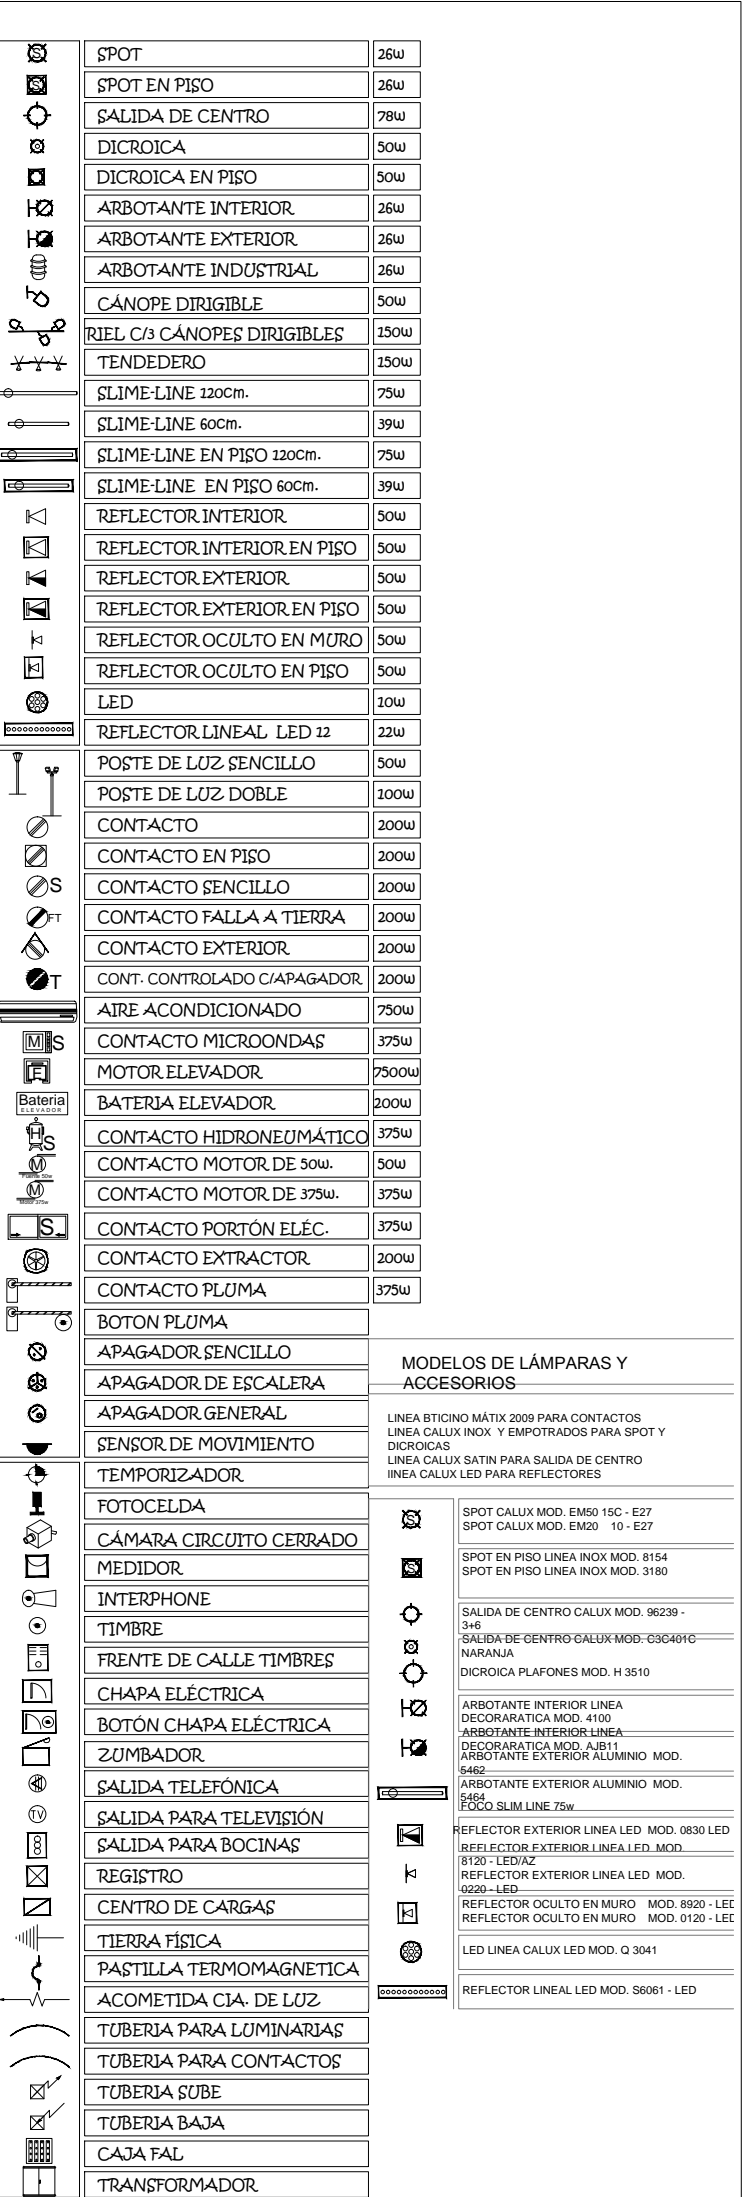 S SPOT 26w
S SPOT EN PISO 26w
SALIDA DE CENTRO 78w
DICROICA 50w
DICROICA EN PISO 50w
ARBOTANTE INTERIOR 26w
ARBOTANTE EXTERIOR 26w
ARBOTANTE INDUSTRIAL 26w
CÁNOPE DIRIGIBLE 50w
RIEL C/3 CÁNOPES DIRIGIBLES 150w
TENDEDERO 150w
SLIME-LINE 120cm. 75w
SLIME-LINE 60cm. 39w
SLIME-LINE EN PISO 120cm. 75w
SLIME-LINE EN PISO 60cm. 39w
REFLECTOR INTERIOR 50w
REFLECTOR INTERIOR EN PISO 50w
REFLECTOR EXTERIOR 50w
REFLECTOR EXTERIOR EN PISO 50w
REFLECTOR OCULTO EN MURO 50w
REFLECTOR OCULTO EN PISO 50w
LED 10w
REFLECTOR LINEAL LED 12 22w
POSTE DE LUZ SENCILLO 50w
POSTE DE LUZ DOBLE 100w
CONTACTO 200w
CONTACTO EN PISO 200w
S CONTACTO SENCILLO 200w
FT CONTACTO FALLA A TIERRA 200w
CONTACTO EXTERIOR 200w
T CONT. CONTROLADO C/APAGADOR 200w
AIRE ACONDICIONADO 750w
M S CONTACTO MICROONDAS 375w
E MOTOR ELEVADOR 7500w
Bateria
ELEVADOR
BATERIA ELEVADOR 200w
H S CONTACTO HIDRONEUMÁTICO 375w
M Fuente 50w CONTACTO MOTOR DE 50w. 50w
M Motor 375w CONTACTO MOTOR DE 375w. 375w
S CONTACTO PORTÓN ELÉC. 375w
CONTACTO EXTRACTOR 200w
CONTACTO PLUMA 375w
BOTON PLUMA
APAGADOR SENCILLO
APAGADOR DE ESCALERA
APAGADOR GENERAL
SENSOR DE MOVIMIENTO
TEMPORIZADOR
FOTOCELDA
CÁMARA CIRCUITO CERRADO
MEDIDOR
INTERPHONE
TIMBRE
FRENTE DE CALLE TIMBRES
CHAPA ELÉCTRICA
BOTÓN CHAPA ELÉCTRICA
ZUMBADOR
SALIDA TELEFÓNICA
TV SALIDA PARA TELEVISIÓN
SALIDA PARA BOCINAS
REGISTRO
CENTRO DE CARGAS
TIERRA FÍSICA
PASTILLA TERMOMAGNETICA
ACOMETIDA CIA. DE LUZ
TUBERIA PARA LUMINARIAS
TUBERIA PARA CONTACTOS
TUBERIA SUBE
TUBERIA BAJA
CAJA FAL
TRANSFORMADOR
MODELOS DE LÁMPARAS Y
ACCESORIOS
LINEA BTICINO MÁTIX 2009 PARA CONTACTOS
LINEA CALUX INOX Y EMPOTRADOS PARA SPOT Y
DICROICAS
LINEA CALUX SATIN PARA SALIDA DE CENTRO
lINEA CALUX LED PARA REFLECTORES
S SPOT CALUX MOD. EM50 15C - E27
SPOT CALUX MOD. EM20 10 - E27
S SPOT EN PISO LINEA INOX MOD. 8154
SPOT EN PISO LINEA INOX MOD. 3180
SALIDA DE CENTRO CALUX MOD. 96239 -
3+6
SALIDA DE CENTRO CALUX MOD. C3C401C
NARANJA
DICROICA PLAFONES MOD. H 3510
ARBOTANTE INTERIOR LINEA
DECORARATICA MOD. 4100
ARBOTANTE INTERIOR LINEA
DECORARATICA MOD. AJB11
ARBOTANTE EXTERIOR ALUMINIO MOD.
5462
ARBOTANTE EXTERIOR ALUMINIO MOD.
5464
FOCO SLIM LINE 75w
REFLECTOR EXTERIOR LINEA LED MOD. 0830 LED
REFLECTOR EXTERIOR LINEA LED MOD.
8120 - LED/AZ
REFLECTOR EXTERIOR LINEA LED MOD.
0220 - LED
REFLECTOR OCULTO EN MURO MOD. 8920 - LED
REFLECTOR OCULTO EN MURO MOD. 0120 - LED
LED LINEA CALUX LED MOD. Q 3041
REFLECTOR LINEAL LED MOD. S6061 - LED